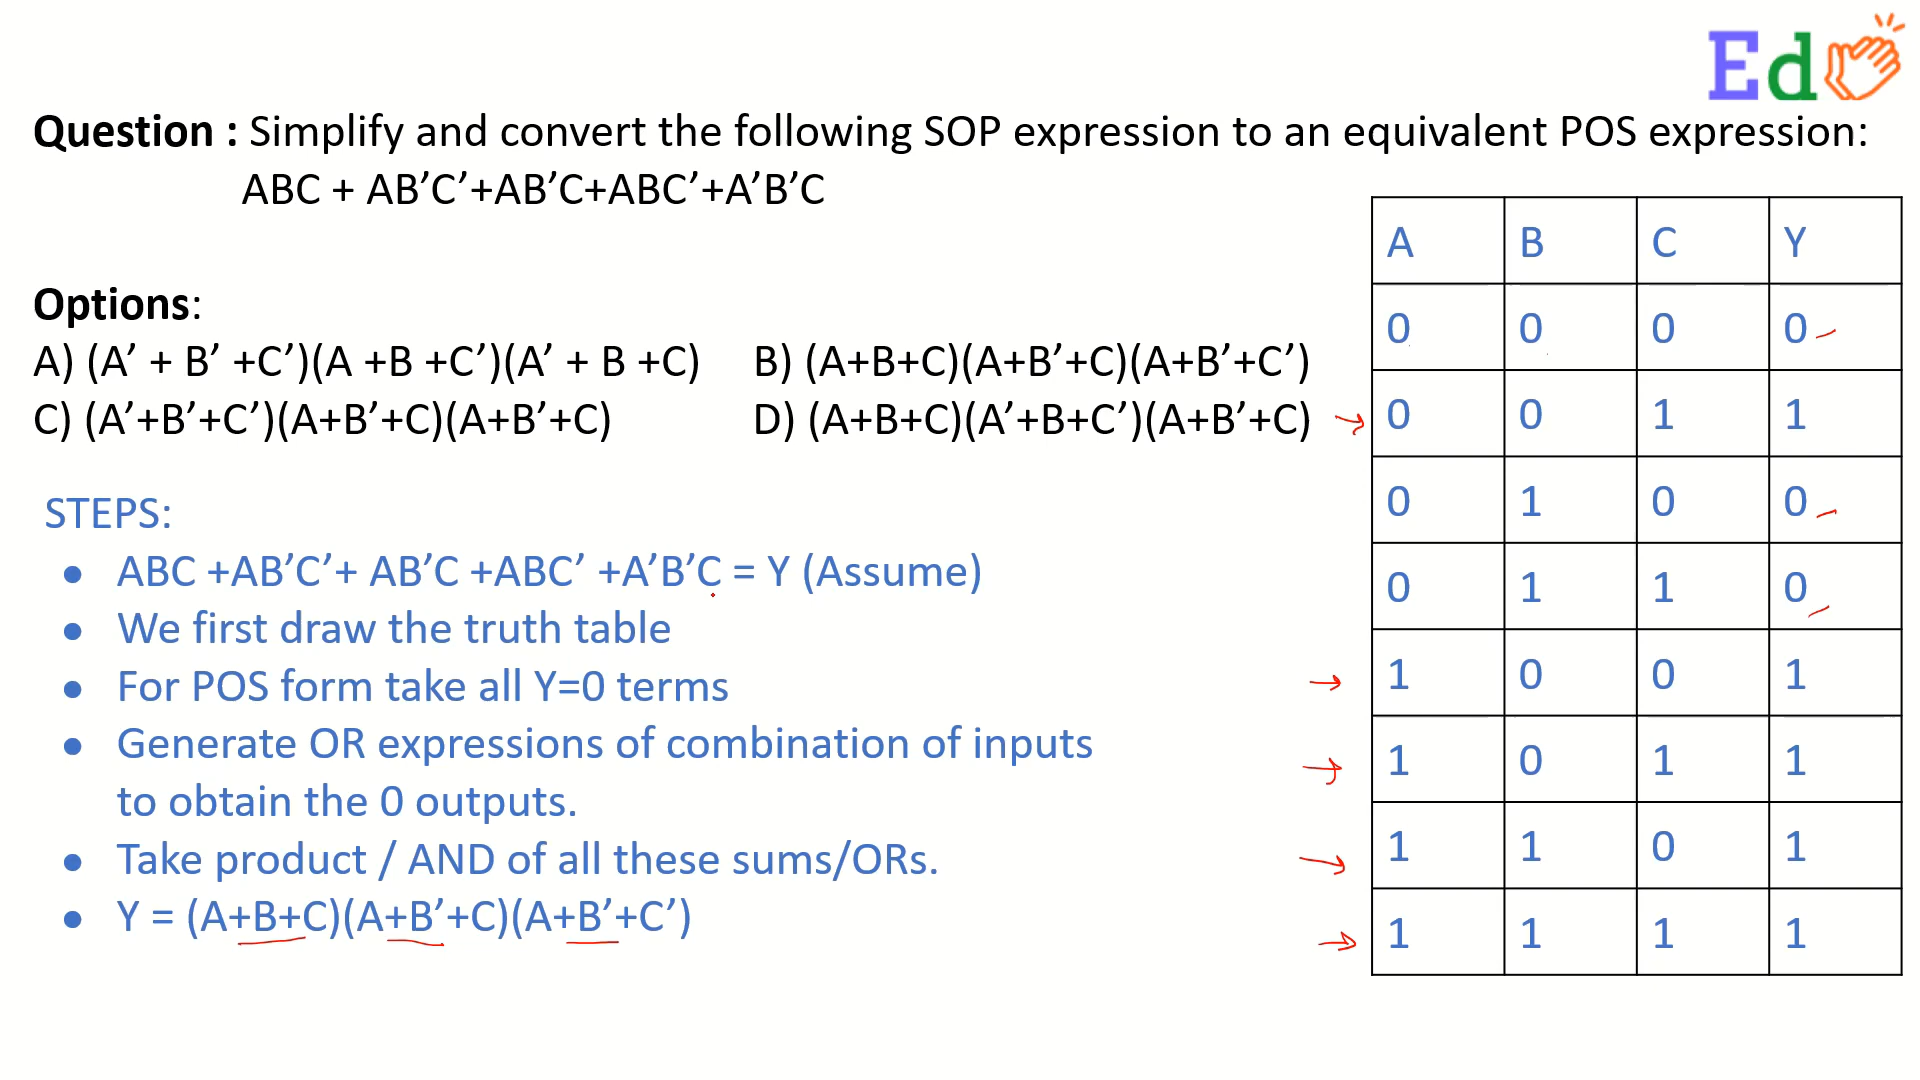 Ed
Question : Simplify and convert the following SOP expression to an equivalent POS expression:
ABC + AB’C’+AB’C+ABC’+A’B’C
Options:
A) (A’ + B’ +C’)(A +B +C’)(A’ + B +C) B) (A+B+C)(A+B’+C)(A+B’+C’)
C) (A’+B’+C’)(A+B’+C)(A+B’+C) D) (A+B+C)(A’+B+C’)(A+B’+C)
STEPS:
● ABC +AB’C’+ AB’C +ABC’ +A’B’C = Y (Assume)
● We first draw the truth table
● For POS form take all Y=0 terms
● Generate OR expressions of combination of inputs
to obtain the 0 outputs.
● Take product / AND of all these sums/ORs.
● Y = (A+B+C)(A+B’+C)(A+B’+C’)
A B C Y
0 0 0 0
0 0 1 1
0 1 0 0
0 1 1 0
1 0 0 1
1 0 1 1
1 1 0 1
1 1 1 1